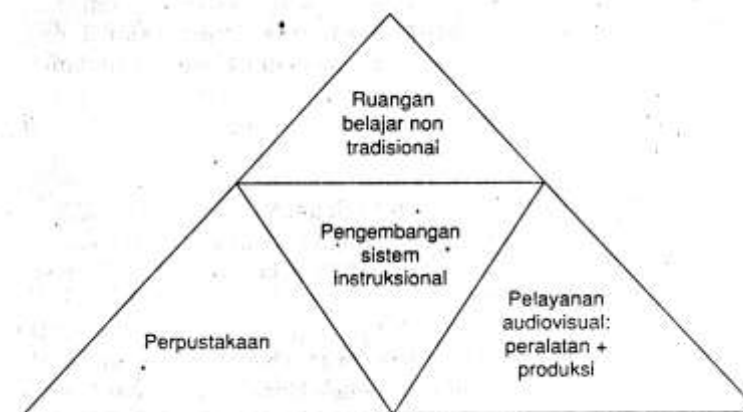 Ruangan
belajar non
tradisional
Pengembangan
sistem
instruksional
Perpustakaan
Pelayanan
audiovisual:
peralatan +
produksi